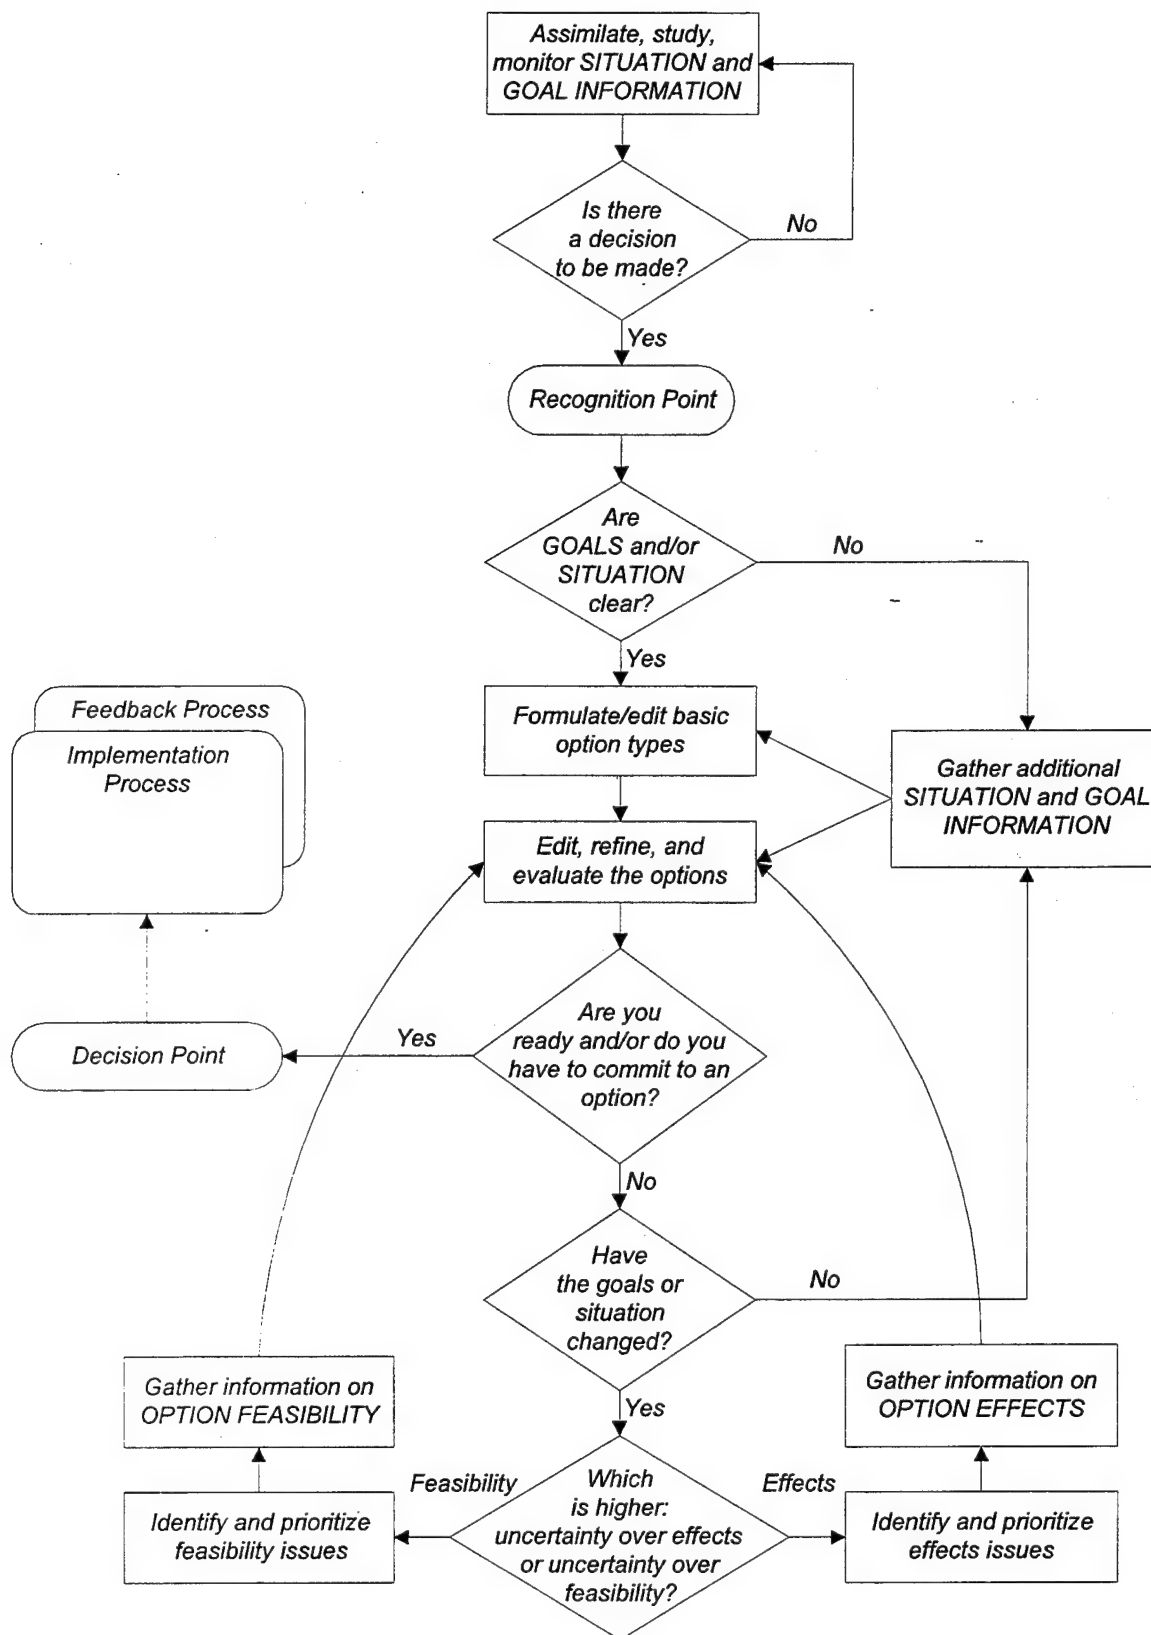 Assimilate, study,
monitor SITUATION and
GOAL INFORMATION
Is there
a decision
to be made?
No
Yes
Recognition Point
Are
GOALS and/or
SITUATION
clear?
No
Yes
Feedback Process
Implementation
Process
Formulate/edit basic
option types
Gather additional
SITUATION and GOAL
INFORMATION
Edit, refine, and
evaluate the options
Are you
ready and/or do you
have to commit to an
option?
Yes
Decision Point
No
Have
the goals or
situation
changed?
No
Yes
Gather information on
OPTION FEASIBILITY
Gather information on
OPTION EFFECTS
Feasibility
Which
is higher:
uncertainty over effects
or uncertainty over
feasibility?
Effects
Identify and prioritize
feasibility issues
Identify and prioritize
effects issues